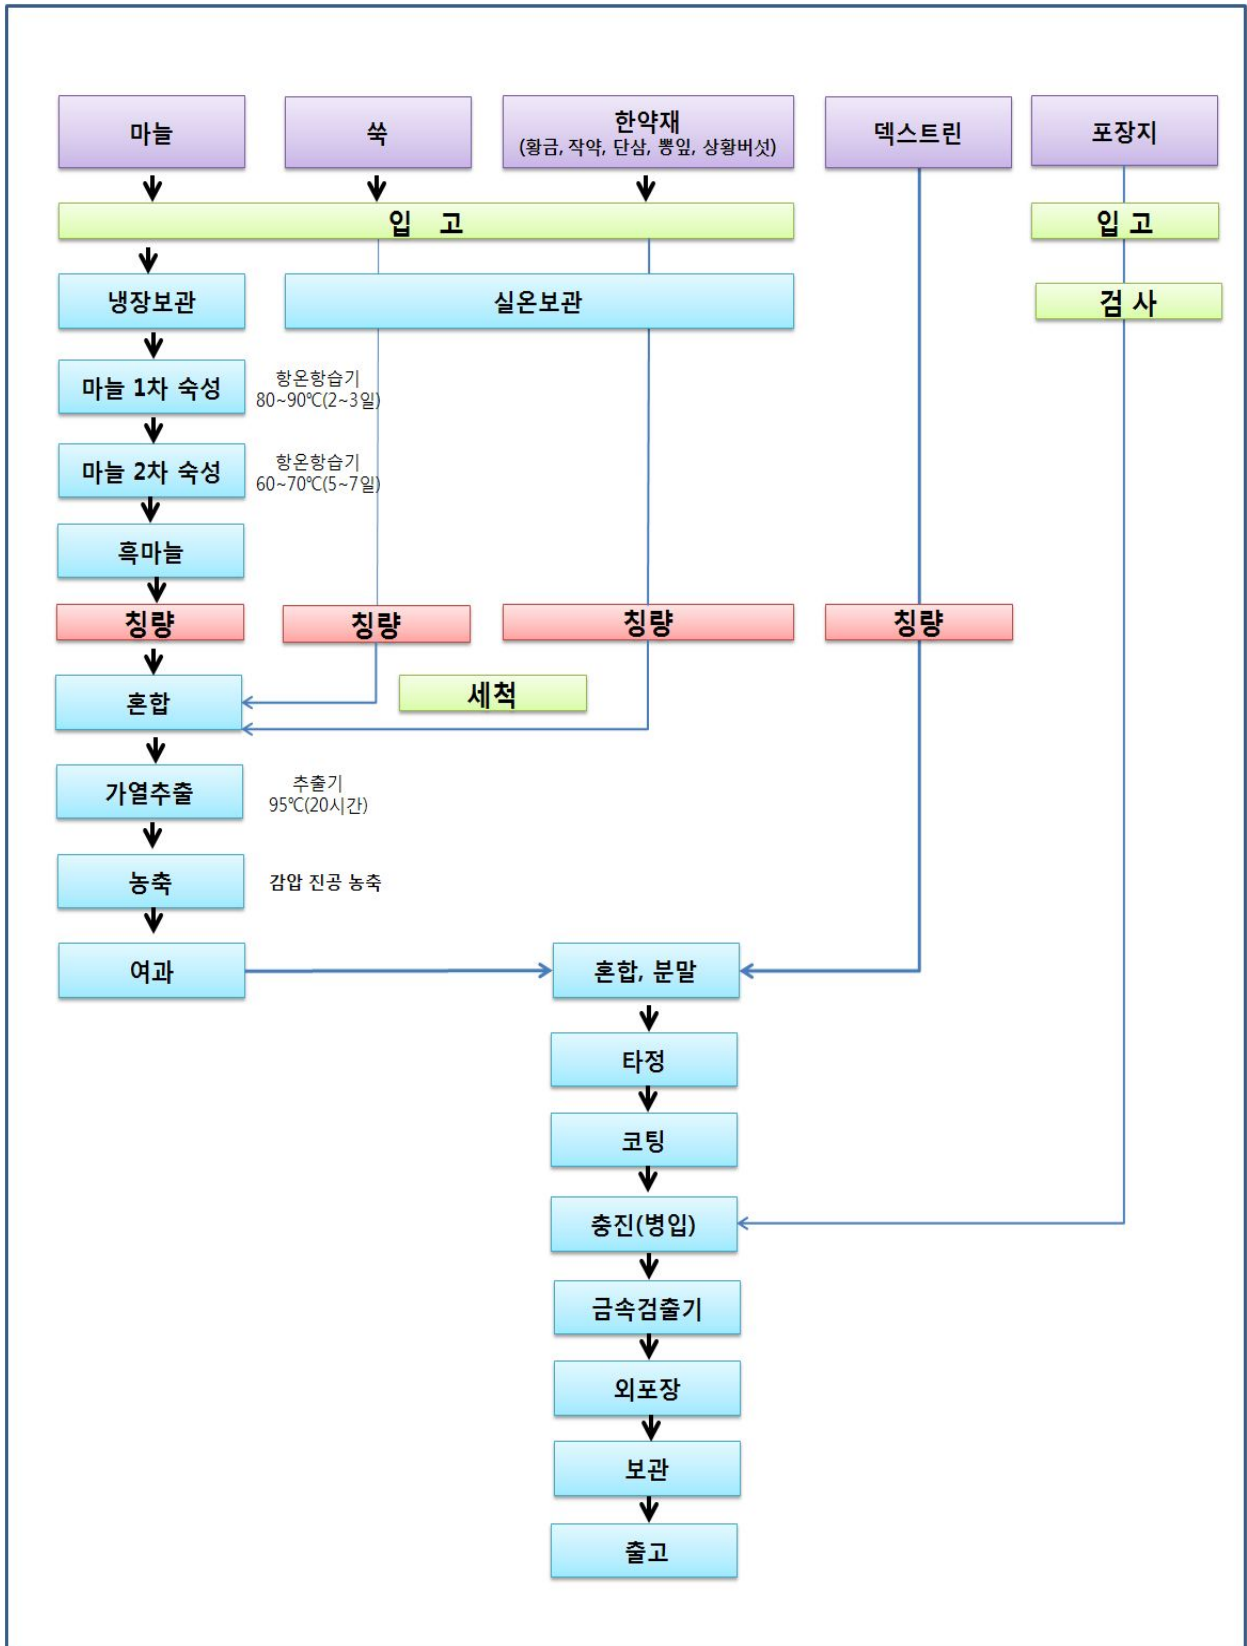 마늘
쑥
한약재
(황금, 작약, 단삼, 뽕잎, 상황버섯)
덱스트린
포장지
입 고
입 고
냉장보관
실온보관
검 사
마늘 1차 숙성
항온항습기
80~90℃(2~3일)
마늘 2차 숙성
항온항습기
60~70℃(5~7일)
흑마늘
칭량
칭량
칭량
칭량
혼합
세척
가열추출
추출기
95℃(20시간)
농축
감압 진공 농축
여과
혼합, 분말
타정
코팅
충진(병입)
금속검출기
외포장
보관
출고